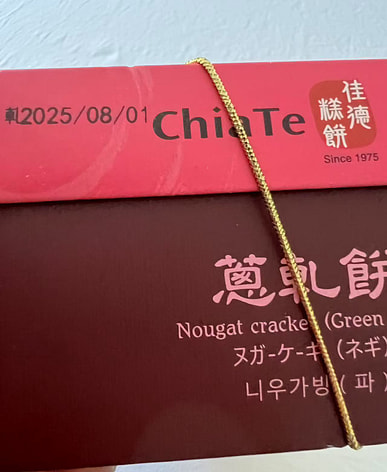 軋2025/08/01
ChiaTe
佳德
糕餅
Since 1975
蔥軋餅
Nougat cracker (Green
ヌガーケーキ (ネギ)
니우가빙 ( 파 )